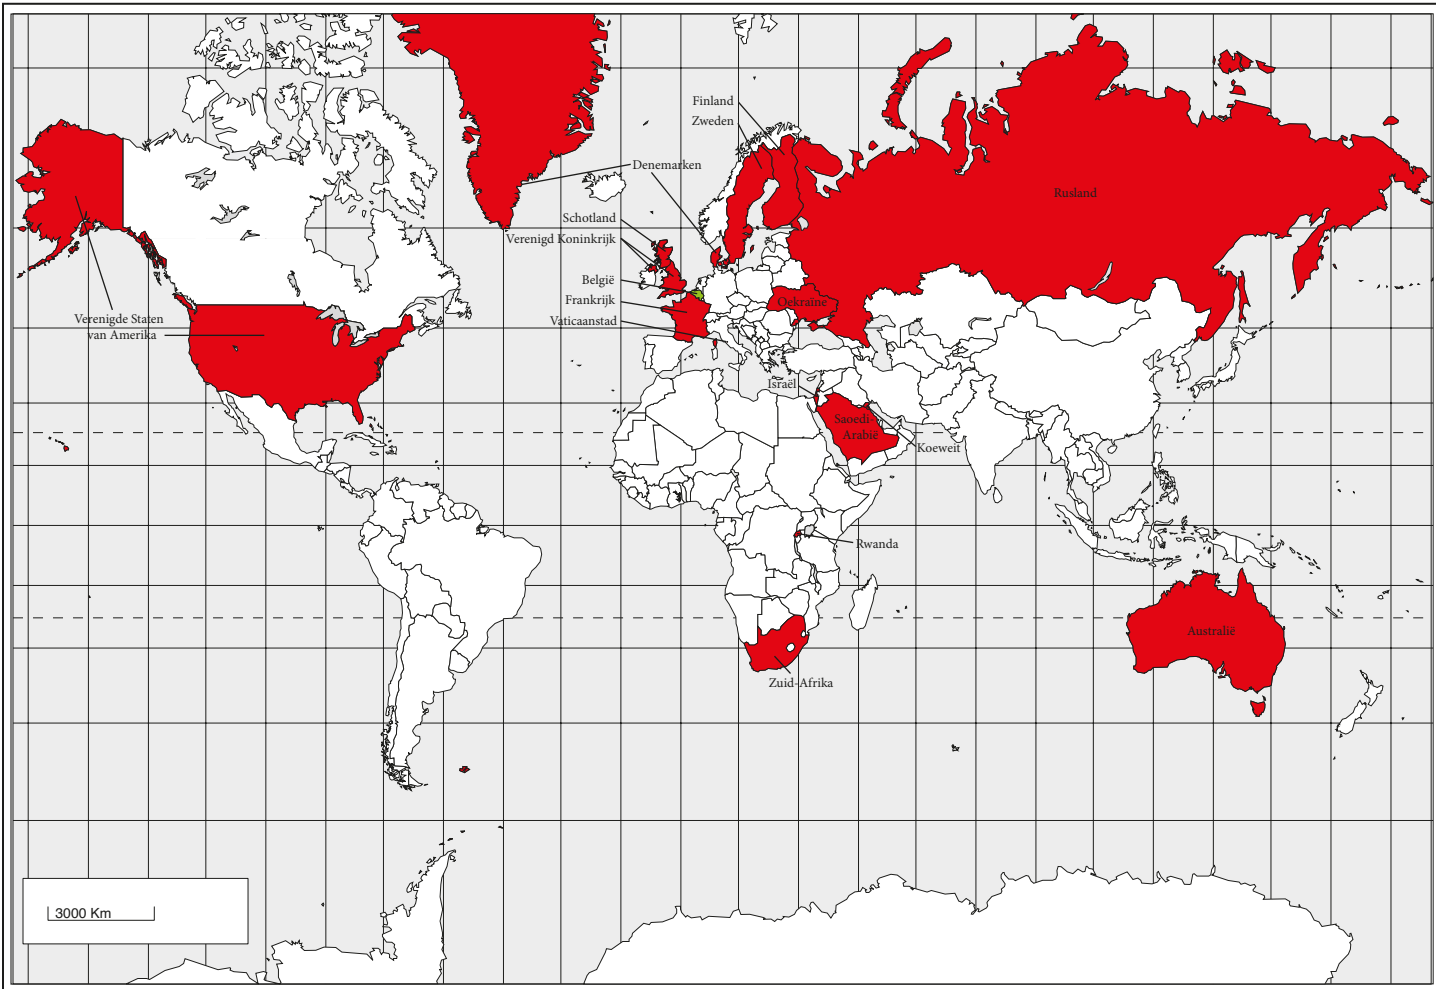 Finland
Zweden
Denemarken
Rusland
Schotland
Verenigd Koninkrijk
België
Frankrijk
Oekraïne
Vaticaanstad
Verenigde Staten
van Amerika
Israël
Saoedi-
Arabië
Koeweit
Rwanda
Australië
Zuid-Afrika
3000 Km